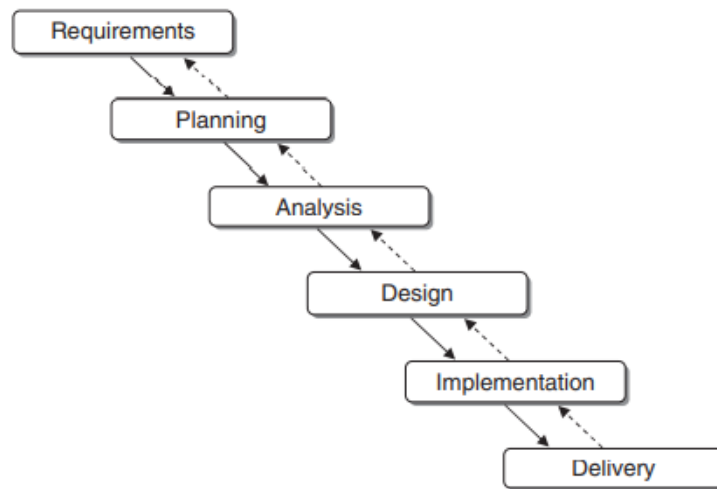 Requirements
Planning
Analysis
Design
Implementation
Delivery